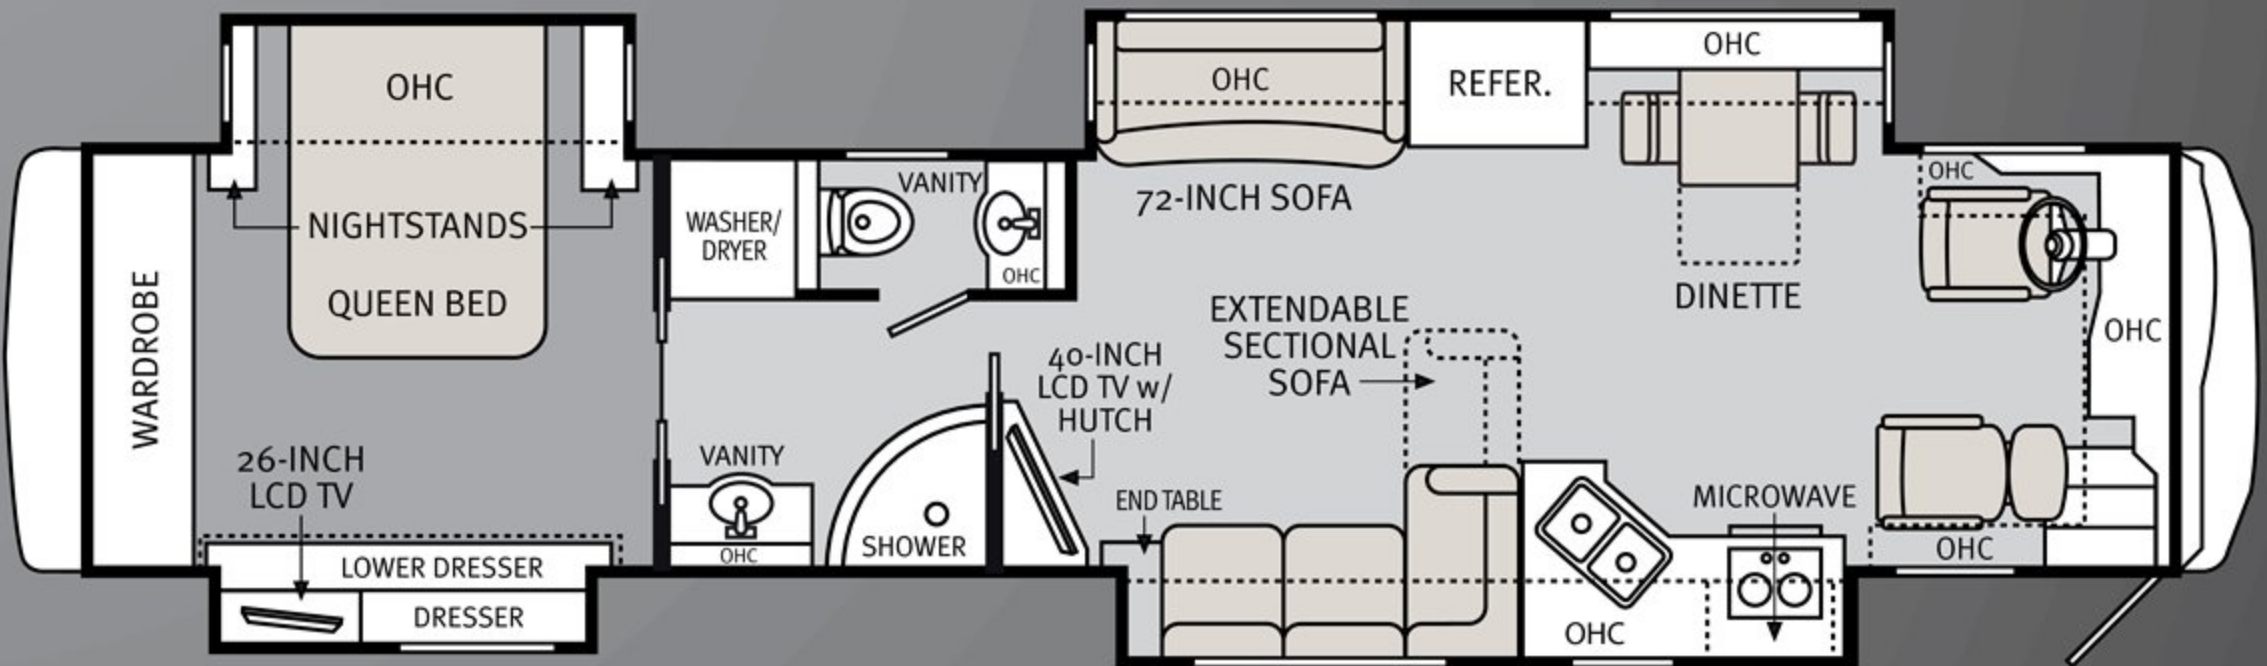 OHC
NIGHTSTANDS
QUEEN BED
WARDROBE
26-INCH
LCD TV
LOWER DRESSER
DRESSER
WASHER/
DRYER
VANITY
OHC
VANITY
OHC
SHOWER
40-INCH
LCD TV w/
HUTCH
OHC
72-INCH SOFA
REFER.
OHC
DINETTE
EXTENDABLE
SECTIONAL
SOFA
END TABLE
MICROWAVE
OHC
OHC
OHC
OHC